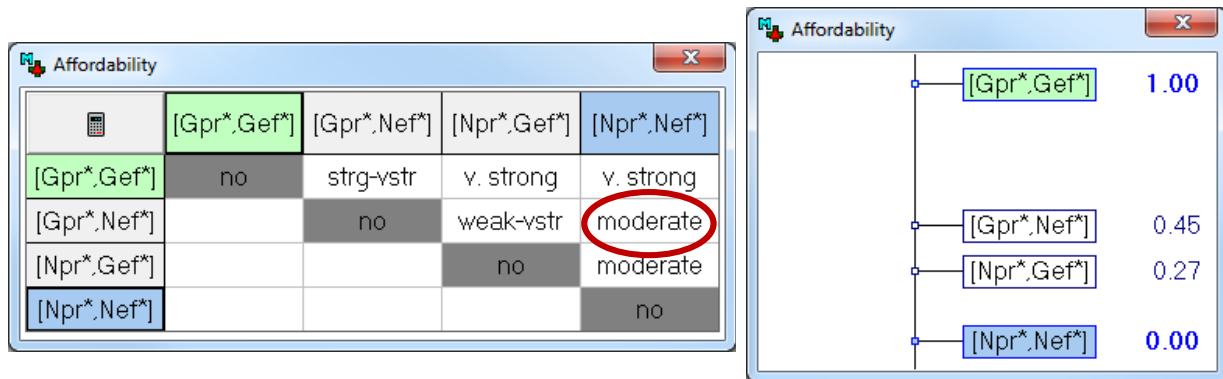 Affordability
[Gpr*,Gef*] [Gpr*,Nef*] [Npr*,Gef*] [Npr*,Nef*]
[Gpr*,Gef*] no strg-vstr v. strong v. strong
[Gpr*,Nef*] no weak-vstr moderate
[Npr*,Gef*] no moderate
[Npr*,Nef*] no
Affordability
[Gpr*,Gef*] 1.00
[Gpr*,Nef*] 0.45
[Npr*,Gef*] 0.27
[Npr*,Nef*] 0.00